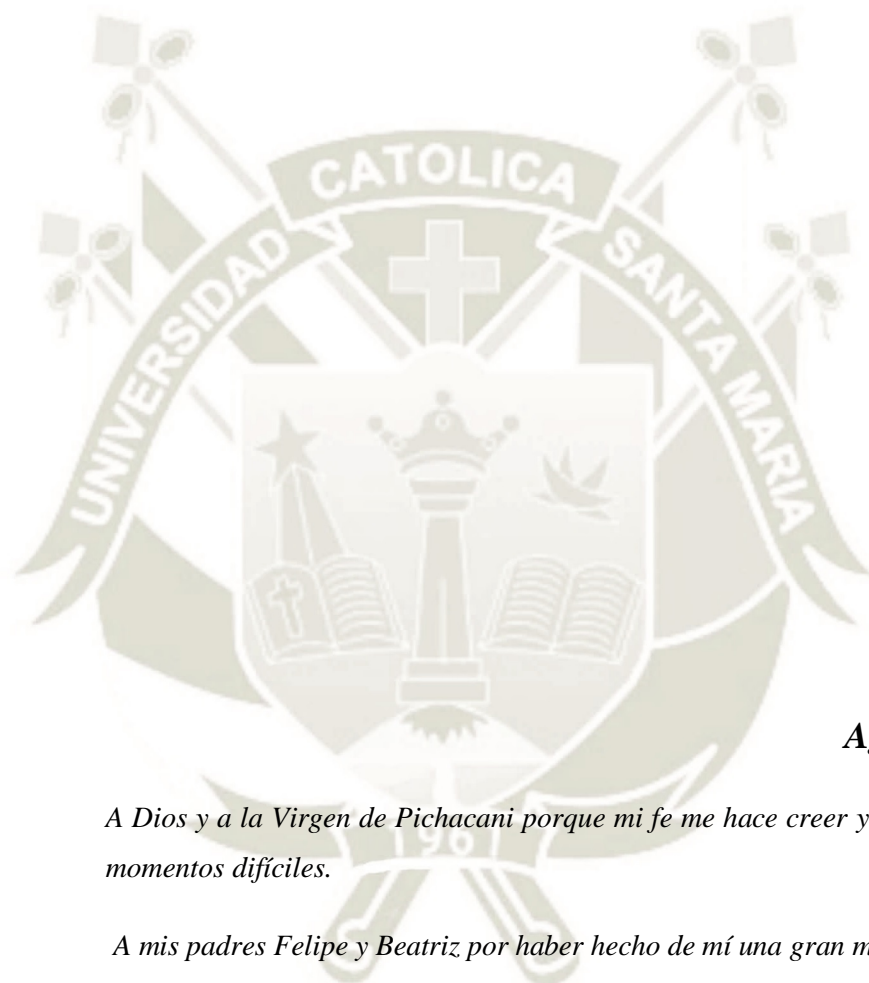 CATOLICA
UNIVERSIDAD
SANTA MARIA
A Dios y a la Virgen de Pichacani porque mi fe me hace creer y
momentos difíciles.
1961
A mis padres Felipe y Beatriz por haber hecho de mí una gran